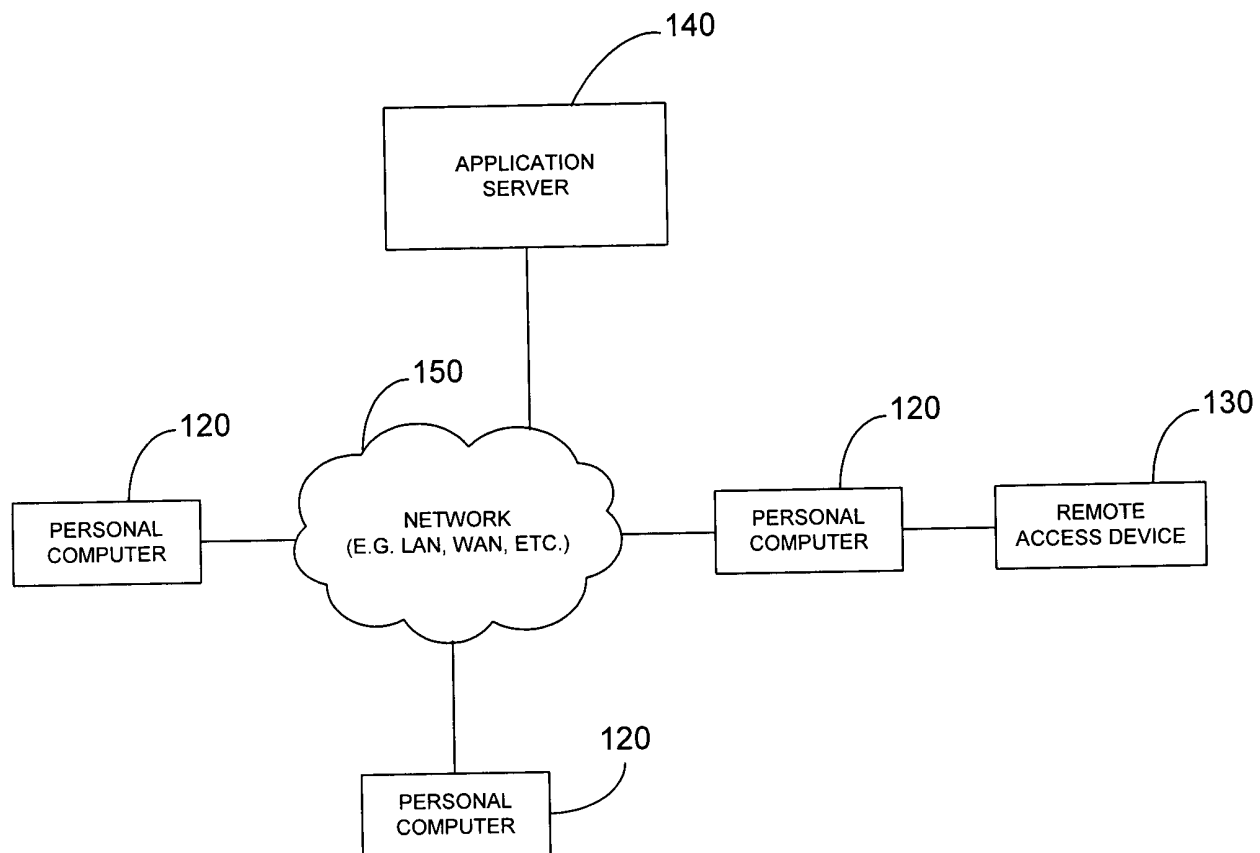 140
APPLICATION
SERVER
150
120
120
130
PERSONAL
COMPUTER
NETWORK
(E.G. LAN, WAN, ETC.)
PERSONAL
COMPUTER
REMOTE
ACCESS DEVICE
120
PERSONAL
COMPUTER